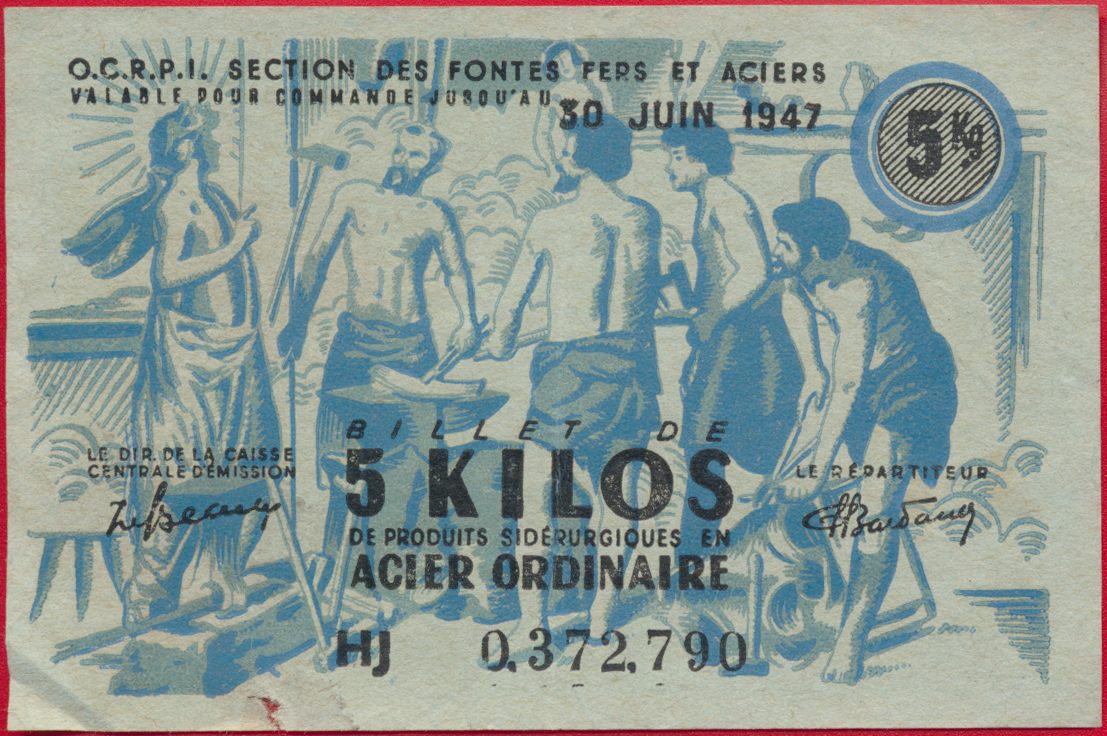 O.C.R.P.I. SECTION DES FONTES FERS ET ACIERS
VALABLE POUR COMMANDE JUSQU'AU 30 JUIN 1947
5 Kg
BILLET DE
5 KILOS
DE PRODUITS SIDÉRURGIQUES EN
ACIER ORDINAIRE
LE DIR. DE LA CAISSE
CENTRALE D'EMISSION
LE RÉPARTITEUR
HJ 0,372,790